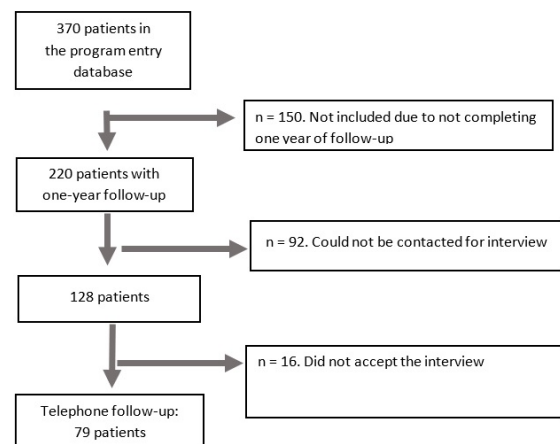 370 patients in
the program entry
database
n = 150. Not included due to not completing
one year of follow-up
220 patients with
one-year follow-up
n = 92. Could not be contacted for interview
128 patients
n = 16. Did not accept the interview
Telephone follow-up:
79 patients